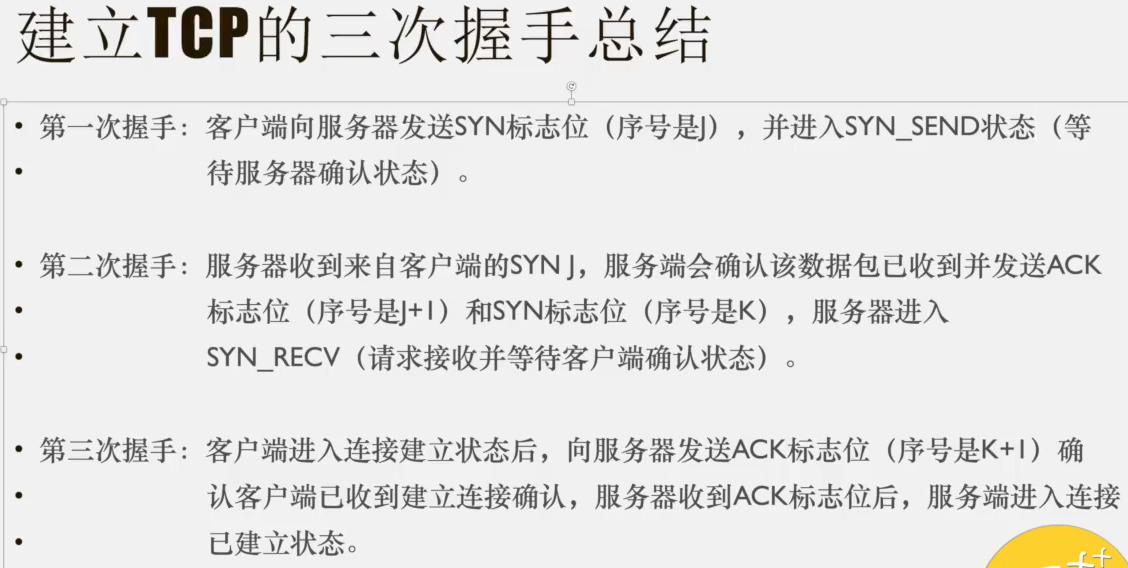 建立TCP的三次握手总结
• 第一次握手：客户端向服务器发送SYN标志位（序号是J），并进入SYN_SEND状态（等
• 待服务器确认状态）。
• 第二次握手：服务器收到来自客户端的SYN J，服务端会确认该数据包已收到并发送ACK
• 标志位（序号是J+1）和SYN标志位（序号是K），服务器进入
• SYN_RECV（请求接收并等待客户端确认状态）。
• 第三次握手：客户端进入连接建立状态后，向服务器发送ACK标志位（序号是K+1）确
• 认客户端已收到建立连接确认，服务器收到ACK标志位后，服务端进入连接
• 已建立状态。